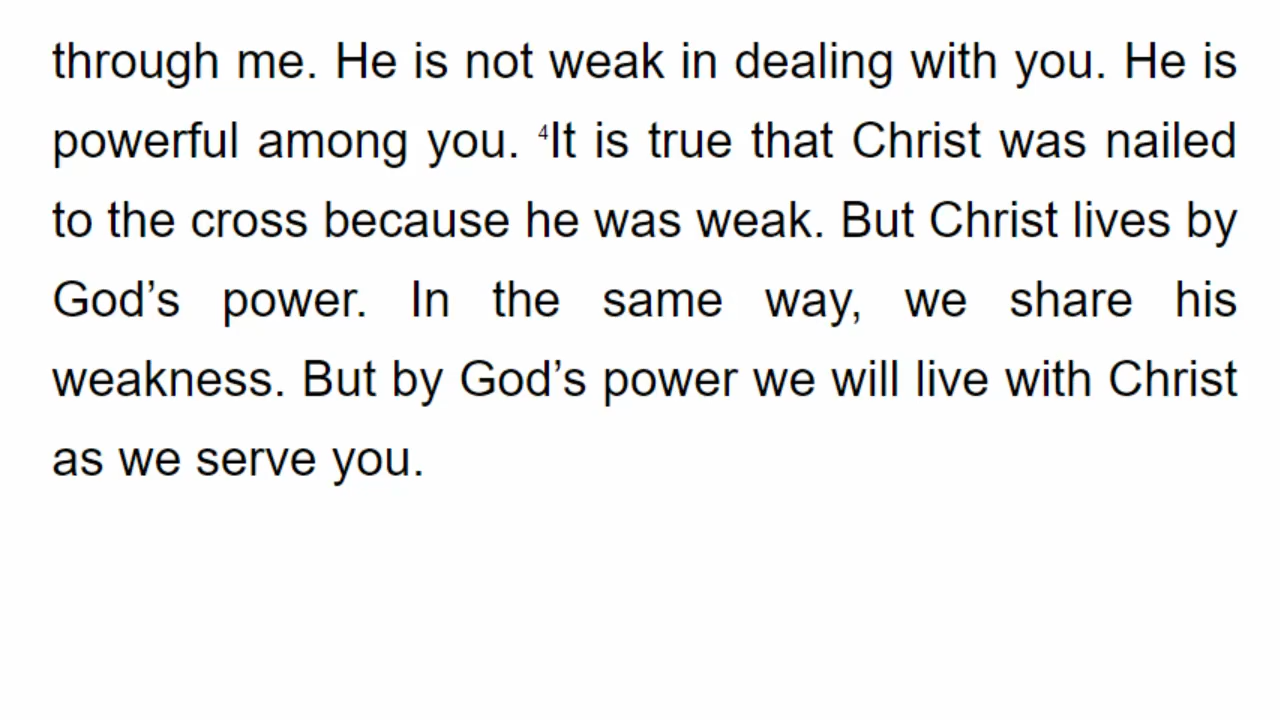 through me. He is not weak in dealing with you. He is
powerful among you. ⁴It is true that Christ was nailed
to the cross because he was weak. But Christ lives by
God’s power. In the same way, we share his
weakness. But by God’s power we will live with Christ
as we serve you.